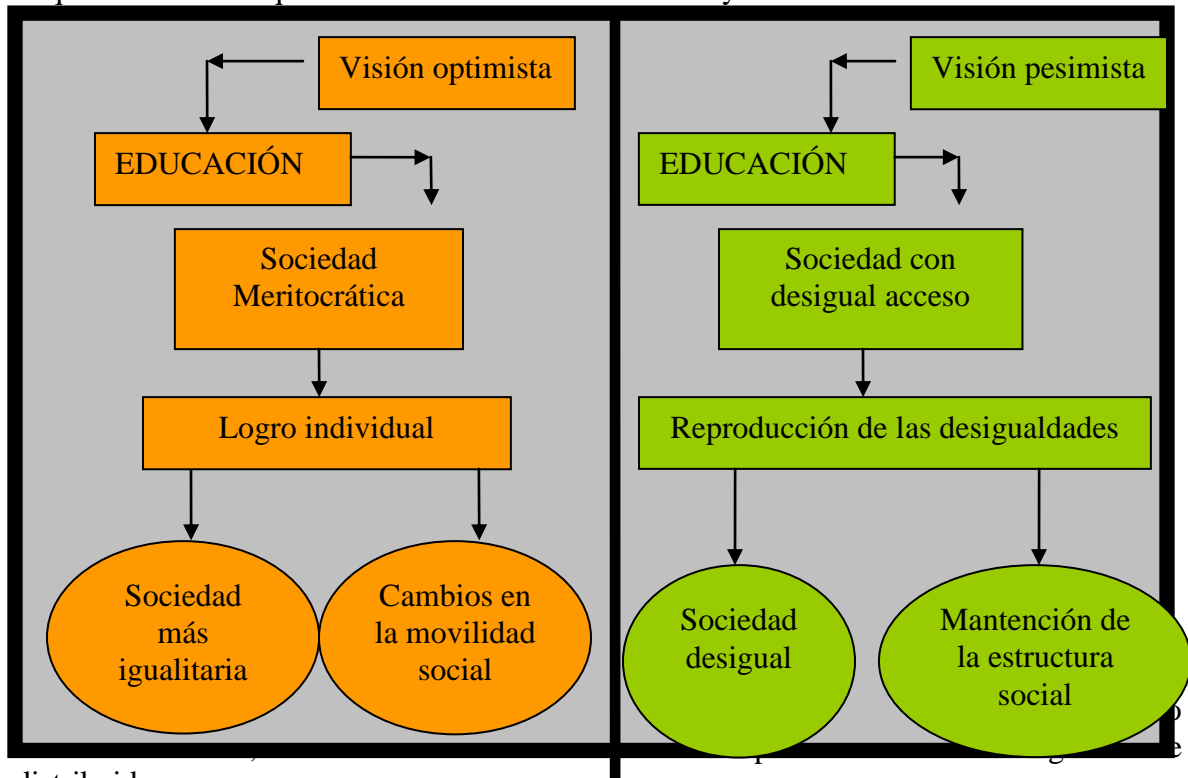 Visión optimista
EDUCACIÓN
Sociedad
Meritocrática
Logro individual
Sociedad
más
igualitaria
Cambios en
la movilidad
social
Visión pesimista
EDUCACIÓN
Sociedad con
desigual acceso
Reproducción de las desigualdades
Sociedad
desigual
Mantención de
la estructura
social